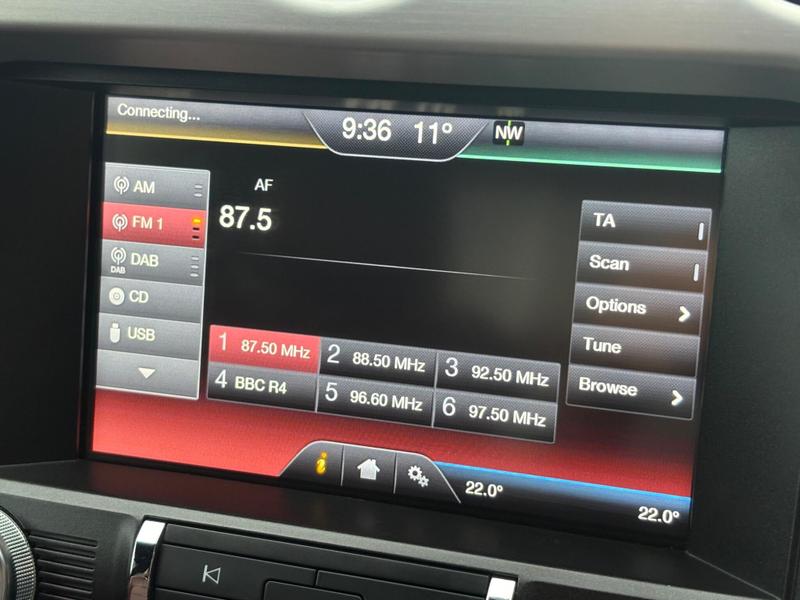 Connecting...
9:36 11° NW
AM
FM 1
DAB
DAB
CD
USB
AF
87.5
TA
Scan
Options
Tune
Browse
1 87.50 MHz
2 88.50 MHz
3 92.50 MHz
4 BBC R4
5 96.60 MHz
6 97.50 MHz
i
22.0°
22.0°